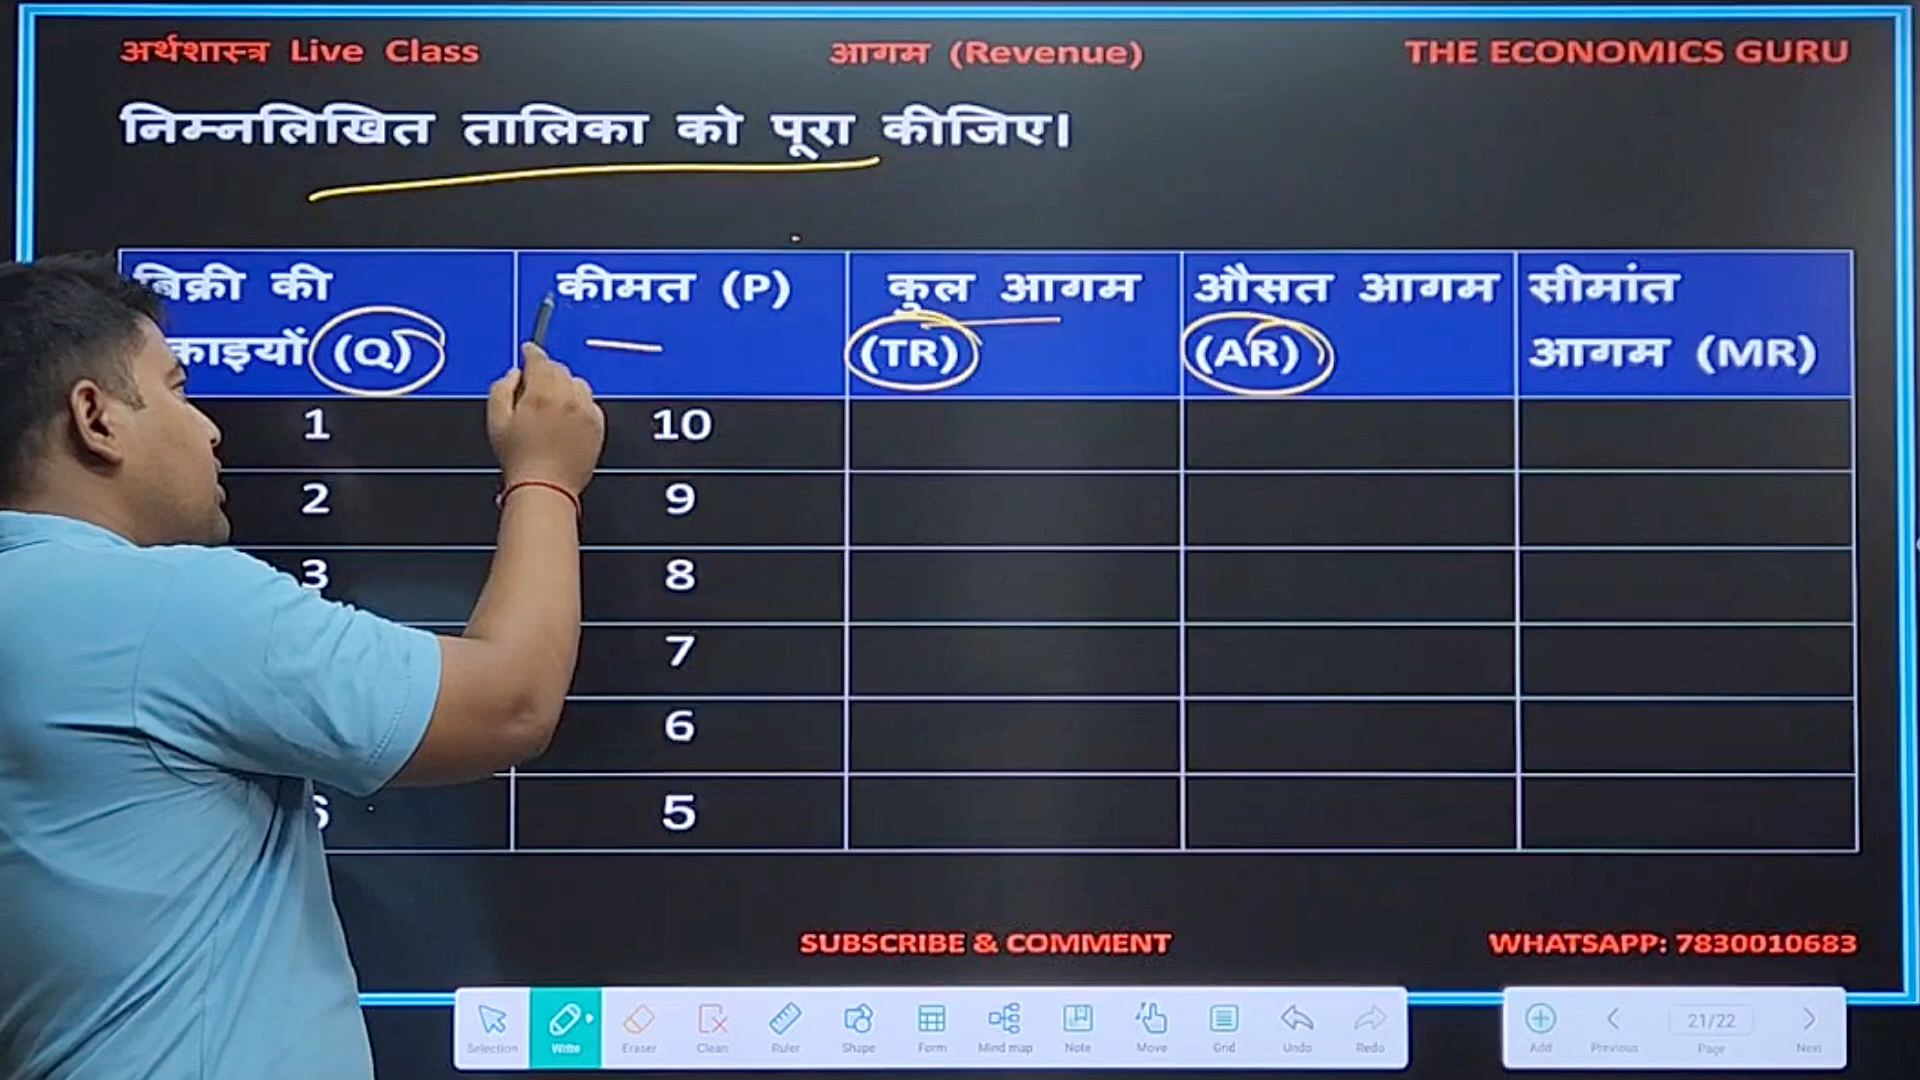 अर्थशास्त्र Live Class आगम (Revenue) THE ECONOMICS GURU
निम्नलिखित तालिका को पूरा कीजिए।
बिक्री की कीमत (P) कुल आगम औसत आगम सीमांत
(Q) (TR) (AR) आगम (MR)
1 10
2 9
3 8
7
6
5
SUBSCRIBE & COMMENT WHATSAPP: 7830010683
Selection Write Eraser Clean Ruler Shape Form Mind map Note Move Grid Undo Redo Add Previous 21/22 Page Next